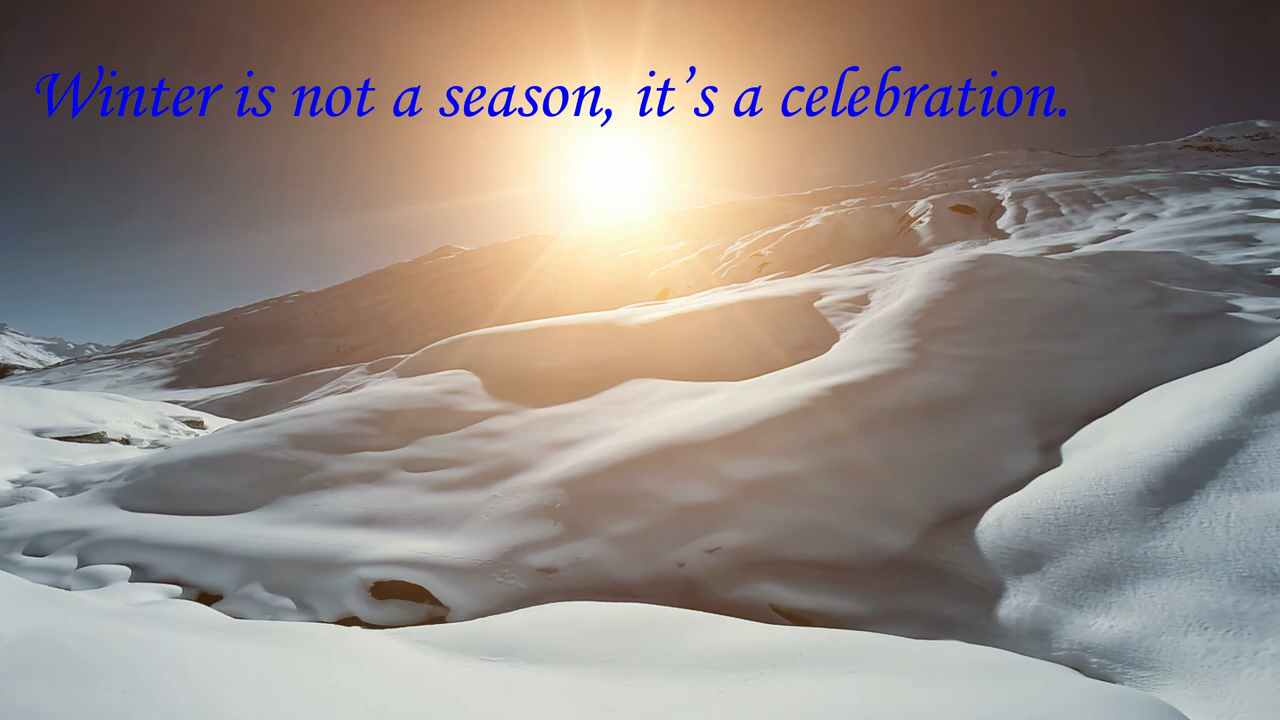 Winter is not a season, it’s a celebration.